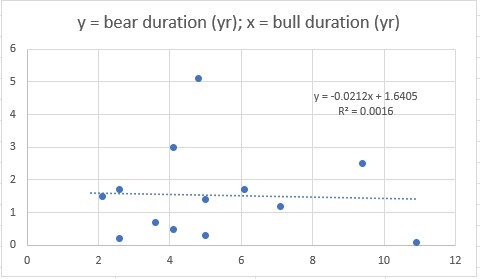 y = bear duration (yr); x = bull duration (yr)
6
5
y = -0.0212x + 1.6405
R² = 0.0016
4
3
2
1
0
0 2 4 6 8 10 12